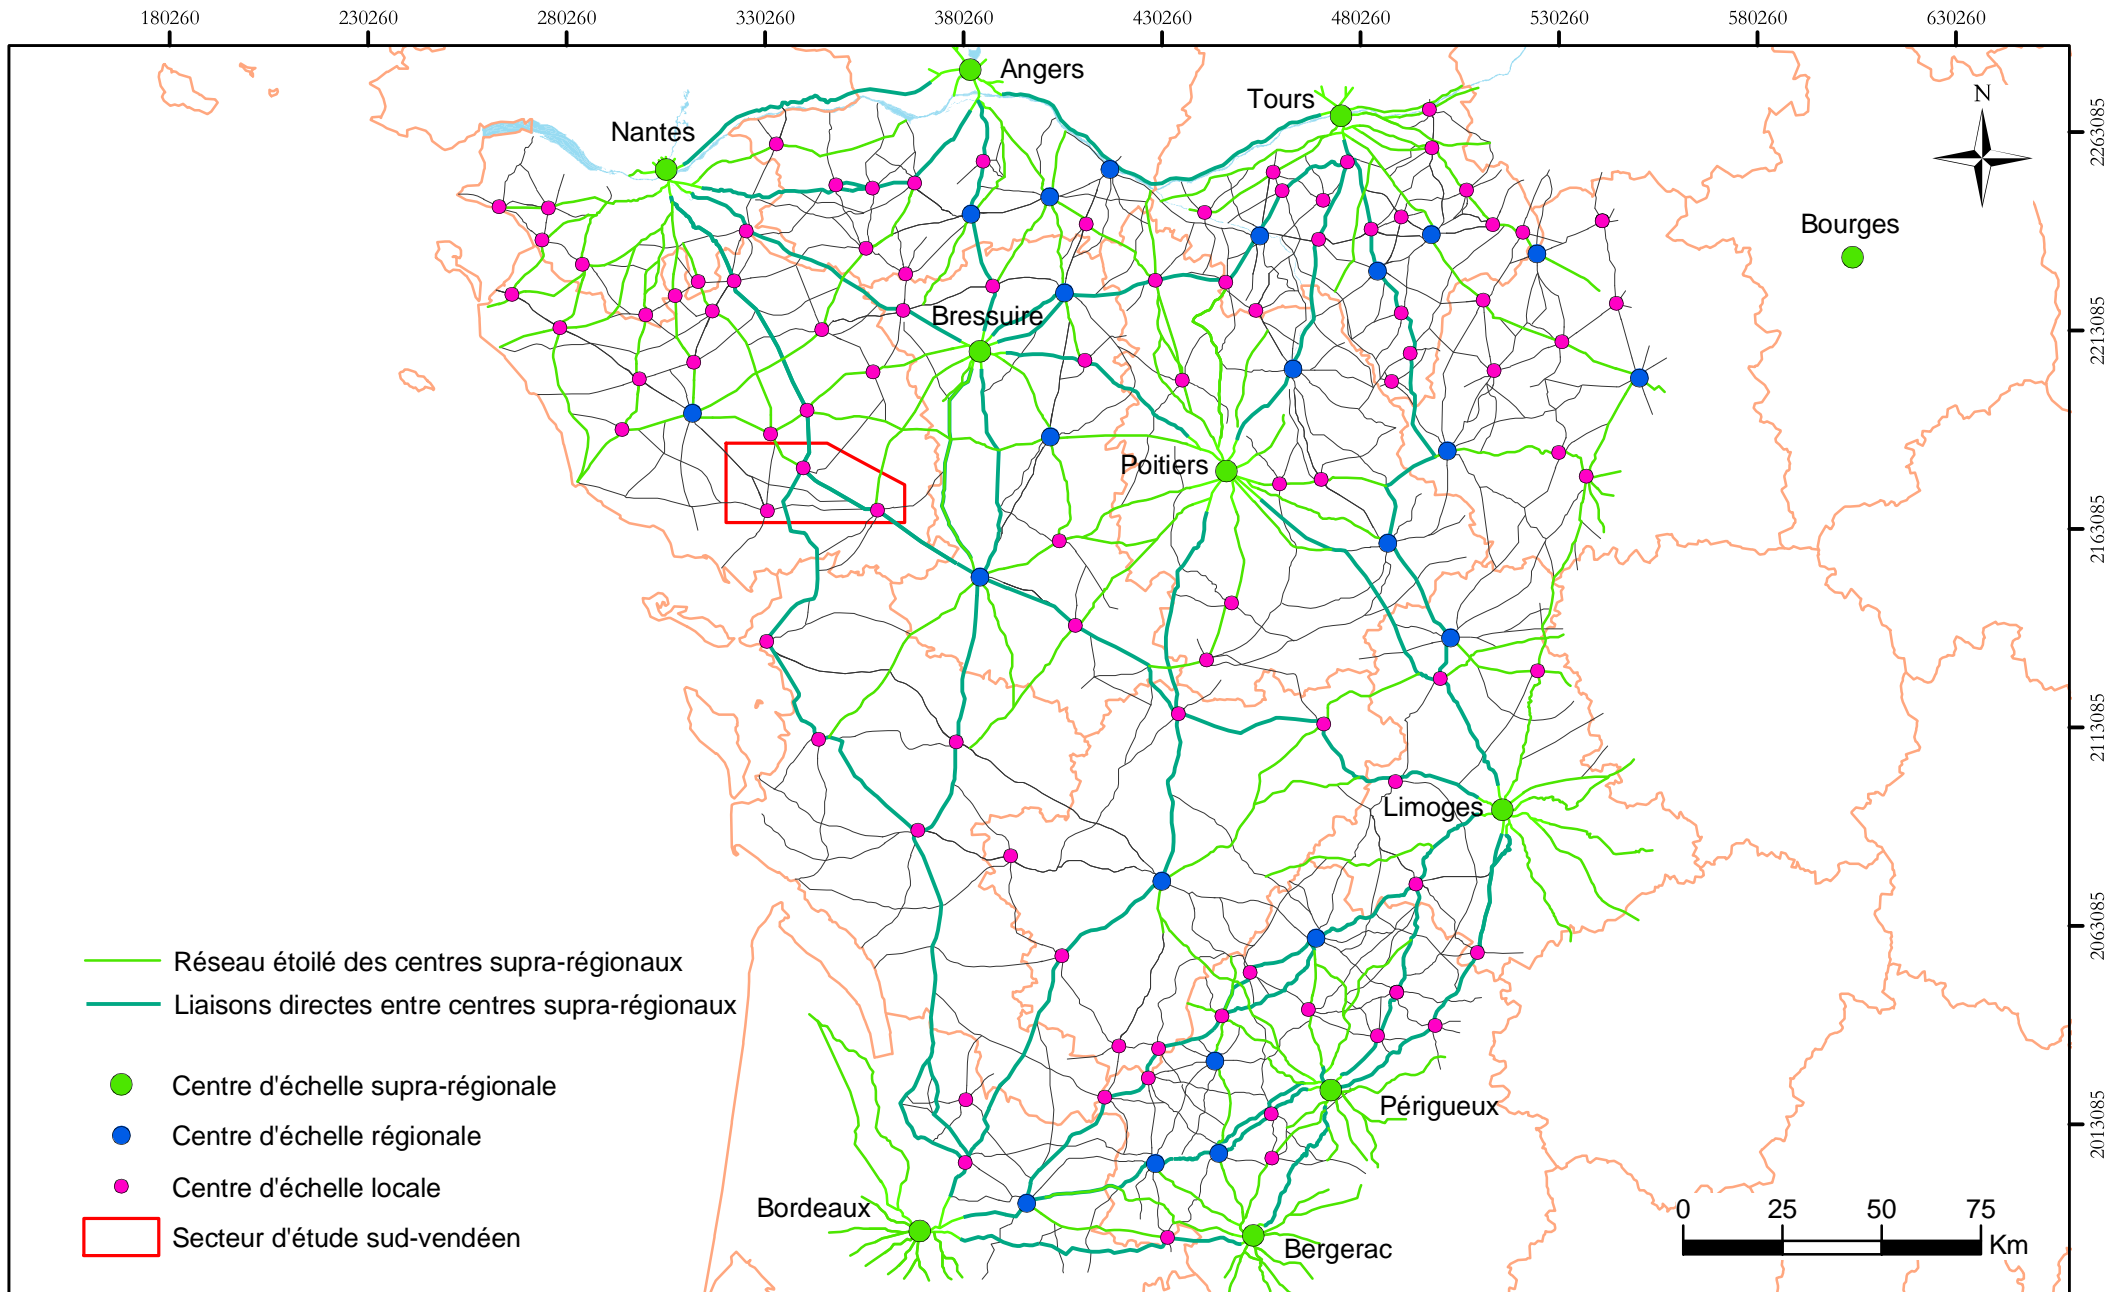 180260 230260 280260 330260 380260 430260 480260 530260 580260 630260
Angers
Tours
N
Nantes
2263085
Bourges
Bressuire
2213085
Poitiers
2163085
2113085
Limoges
2063085
Réseau étoilé des centres supra-régionaux
Liaisons directes entre centres supra-régionaux
Centre d'échelle supra-régionale
Périgueux
2013085
Centre d'échelle régionale
Centre d'échelle locale
Bordeaux
0 25 50 75
Secteur d'étude sud-vendéen
Bergerac
Km